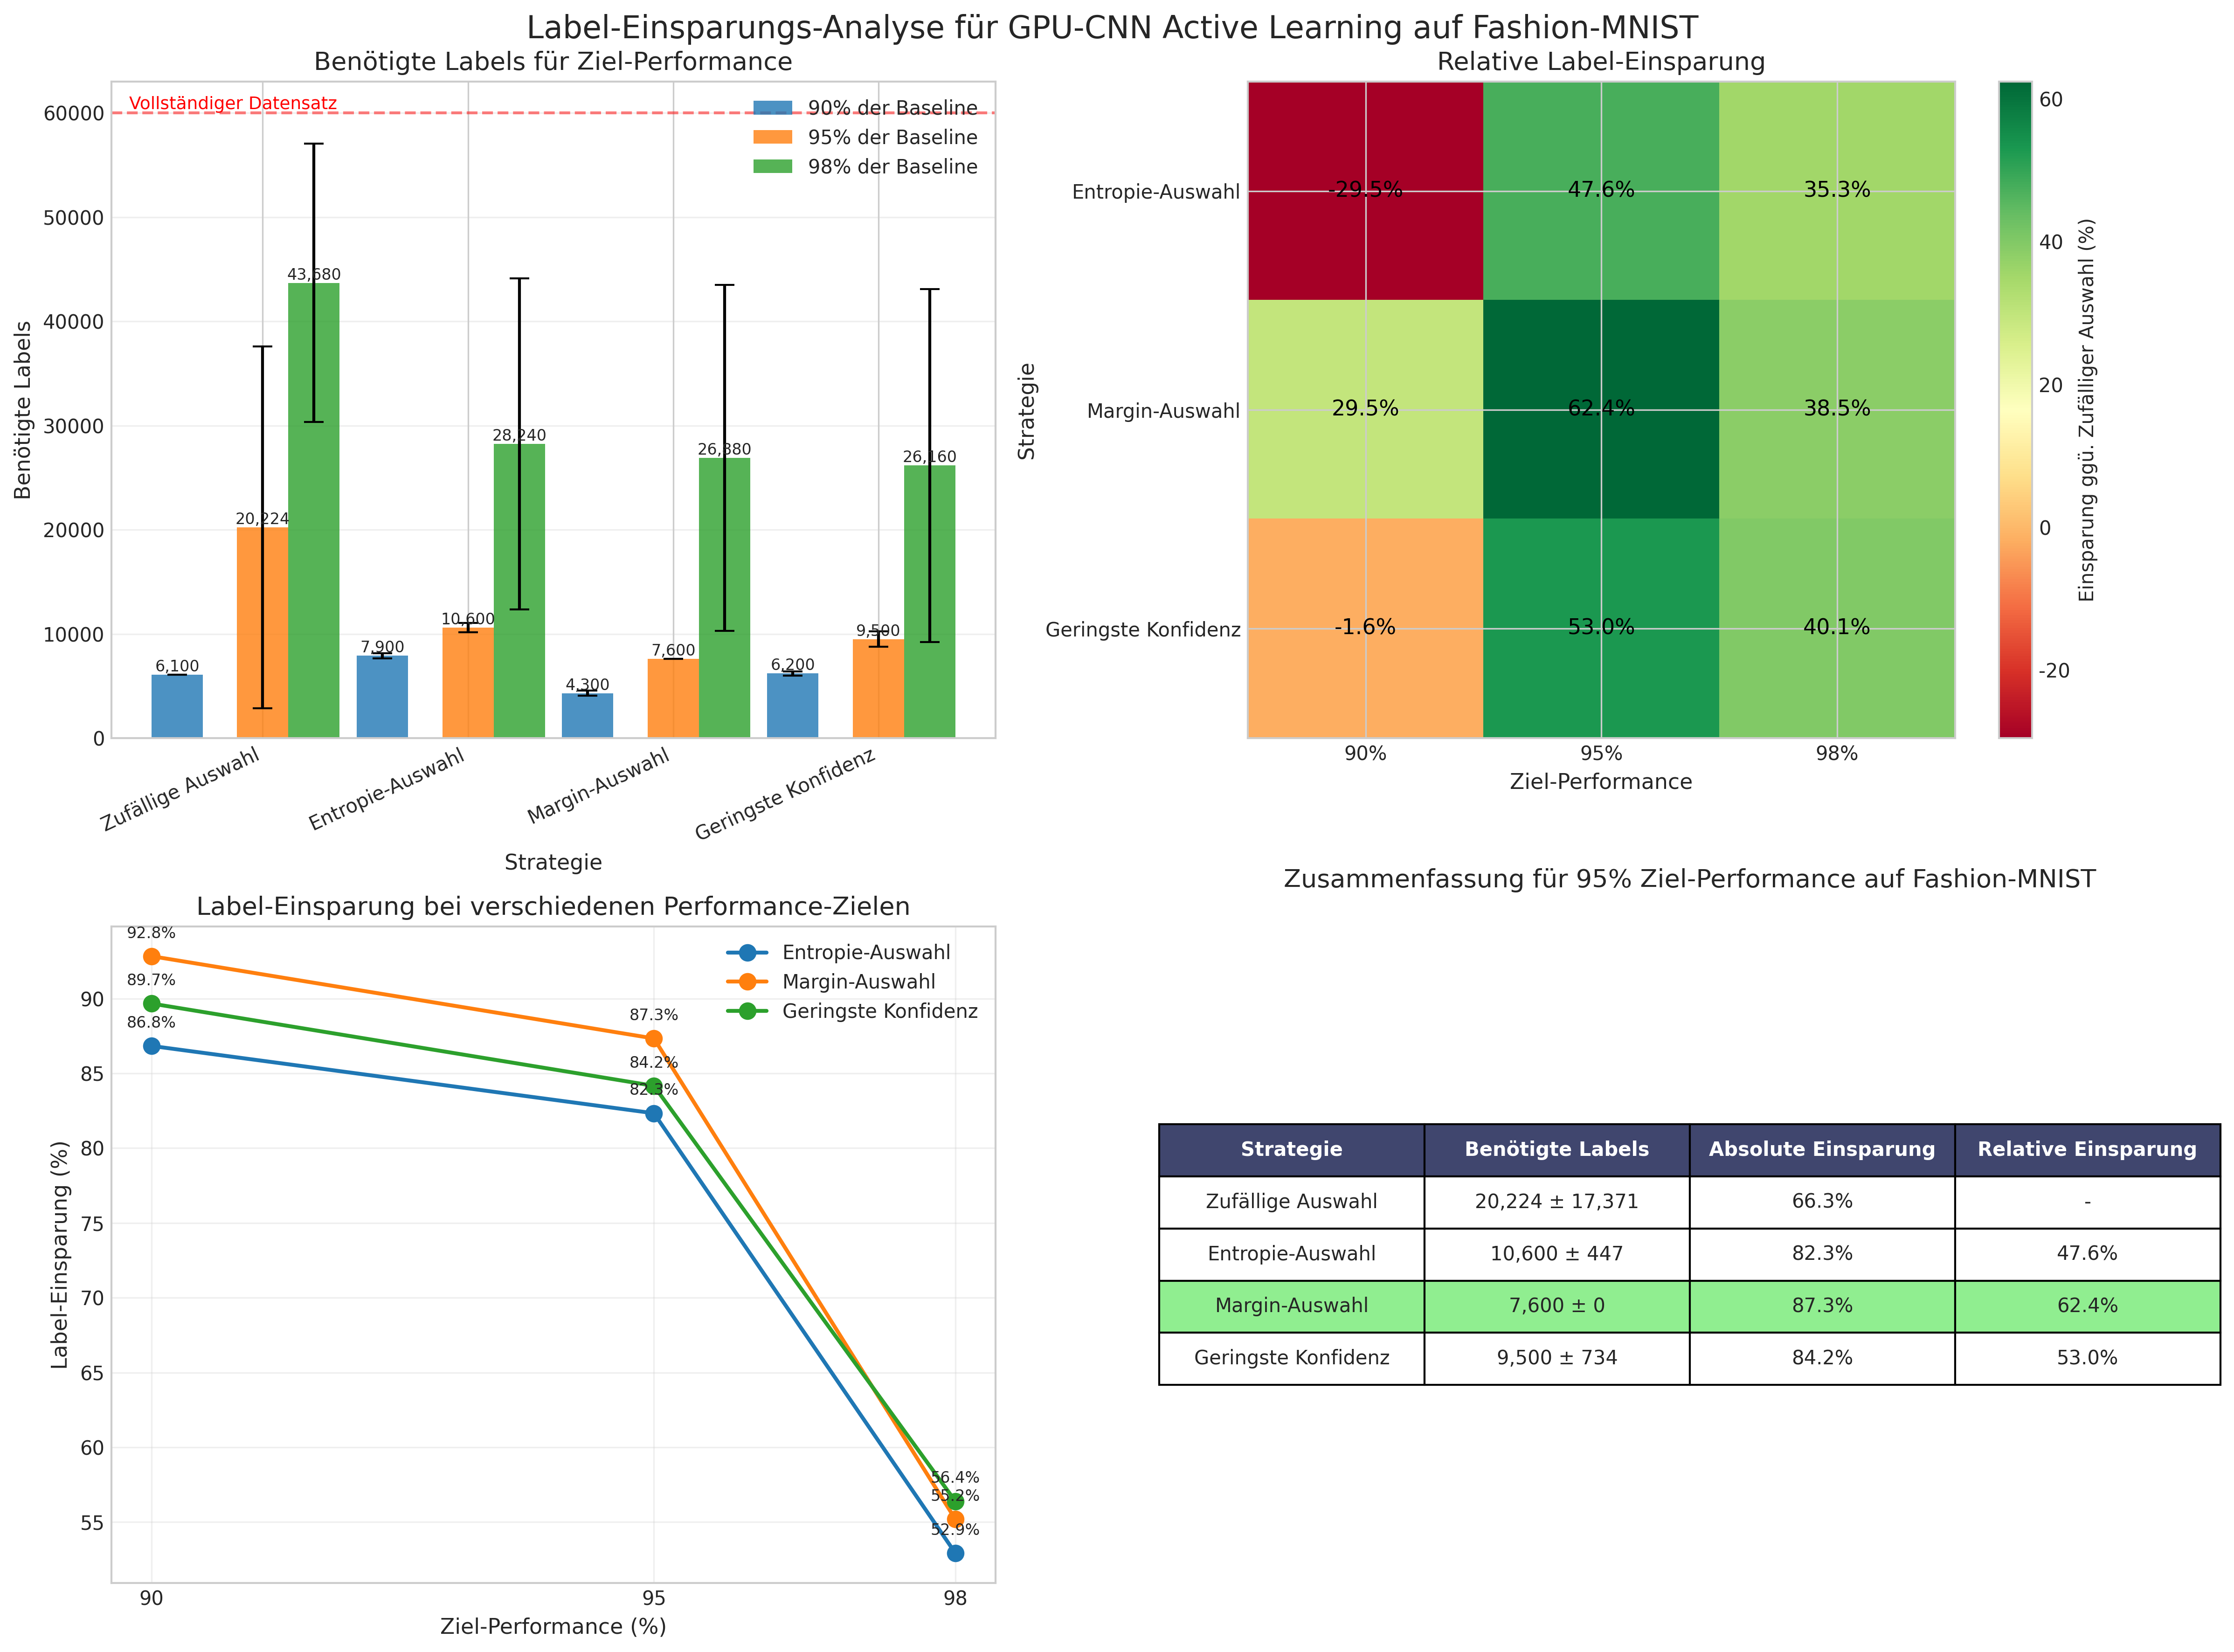 Label-Einsparungs-Analyse für GPU-CNN Active Learning auf Fashion-MNIST
Benötigte Labels für Ziel-Performance
Vollständiger Datensatz
90% der Baseline
95% der Baseline
98% der Baseline
Benötigte Labels
60000
50000
40000
30000
20000
10000
0
6,100
20,224
43,680
7,900
10,600
28,240
4,300
7,600
26,880
6,200
9,500
26,160
Zufällige Auswahl
Entropie-Auswahl
Margin-Auswahl
Geringste Konfidenz
Strategie
Relative Label-Einsparung
Strategie
Entropie-Auswahl
-29.5% 47.6% 35.3%
Margin-Auswahl
29.5% 62.4% 38.5%
Geringste Konfidenz
-1.6% 53.0% 40.1%
90% 95% 98%
Ziel-Performance
60
40
20
0
-20
Einsparung ggü. Zufälliger Auswahl (%)
Label-Einsparung bei verschiedenen Performance-Zielen
Entropie-Auswahl
Margin-Auswahl
Geringste Konfidenz
Label-Einsparung (%)
90
85
80
75
70
65
60
55
92.8%
89.7%
86.8%
87.3%
84.2%
82.3%
56.4%
55.2%
52.9%
90 95 98
Ziel-Performance (%)
Zusammenfassung für 95% Ziel-Performance auf Fashion-MNIST
Strategie Benötigte Labels Absolute Einsparung Relative Einsparung
Zufällige Auswahl 20,224 ± 17,371 66.3% -
Entropie-Auswahl 10,600 ± 447 82.3% 47.6%
Margin-Auswahl 7,600 ± 0 87.3% 62.4%
Geringste Konfidenz 9,500 ± 734 84.2% 53.0%